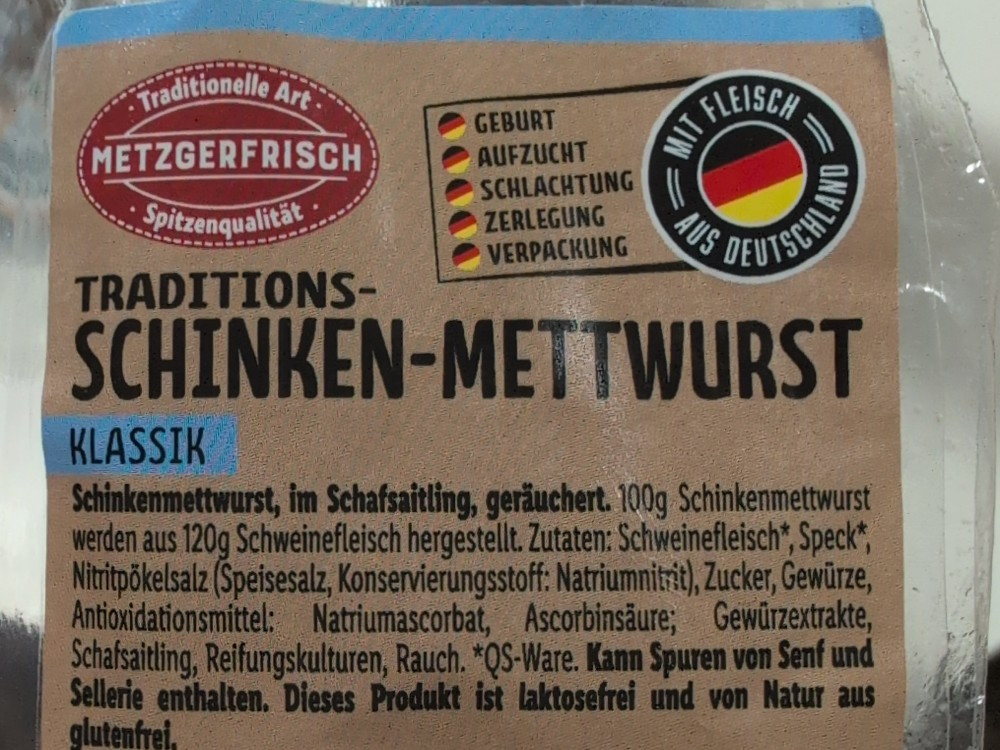 Traditionelle Art
METZGERFRISCH
Spitzenqualität
GEBURT
AUFZUCHT
SCHLACHTUNG
ZERLEGUNG
VERPACKUNG
MIT FLEISCH
AUS DEUTSCHLAND
TRADITIONS-
SCHINKEN-METTWURST
KLASSIK
Schinkenmettwurst, im Schafsaitling, geräuchert. 100g Schinkenmettwurst
werden aus 120g Schweinefleisch hergestellt. Zutaten: Schweinefleisch*, Speck*,
Nitritpökelsalz (Speisesalz, Konservierungsstoff: Natriumnitrit), Zucker, Gewürze,
Antioxidationsmittel: Natriumascorbat, Ascorbinsäure; Gewürzextrakte,
Schafsaitling, Reifungskulturen, Rauch. *QS-Ware. Kann Spuren von Senf und
Sellerie enthalten. Dieses Produkt ist laktosefrei und von Natur aus
glutenfrei.